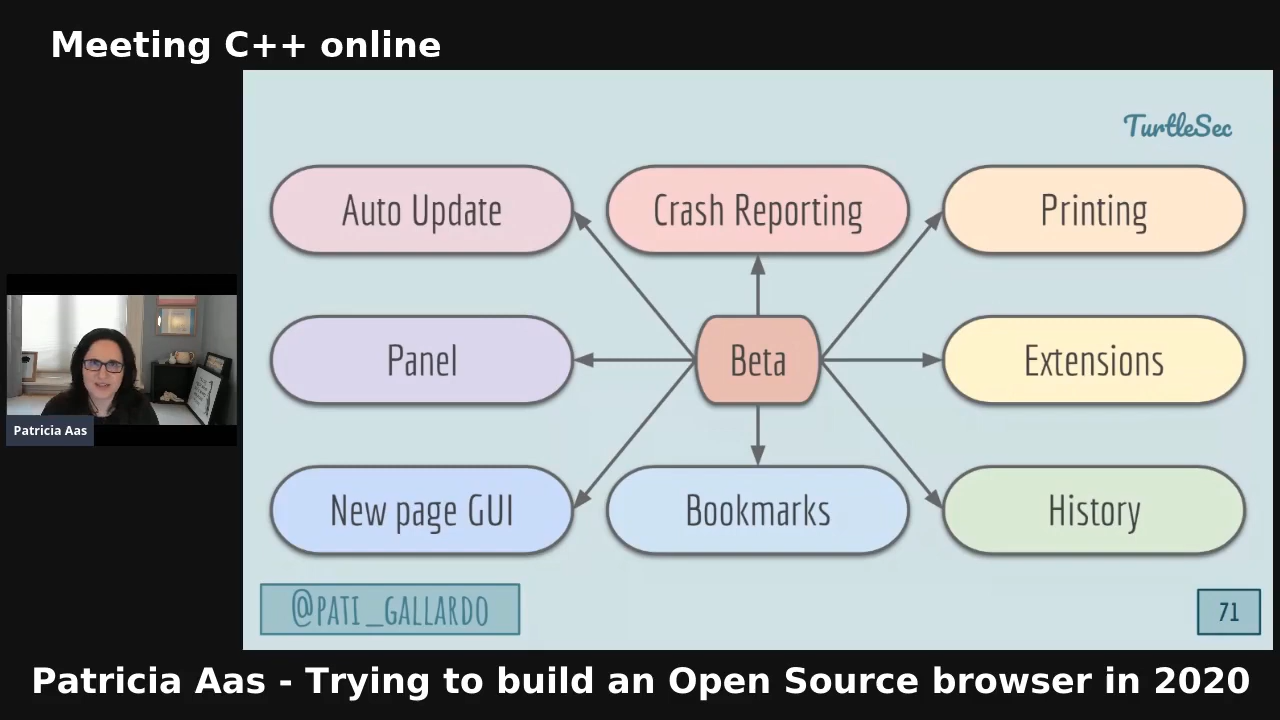 Meeting C++ online
TurtleSec
Auto Update
Crash Reporting
Printing
Panel
Beta
Extensions
New page GUI
Bookmarks
History
Patricia Aas
@PATI_GALLARDO
71
Patricia Aas - Trying to build an Open Source browser in 2020